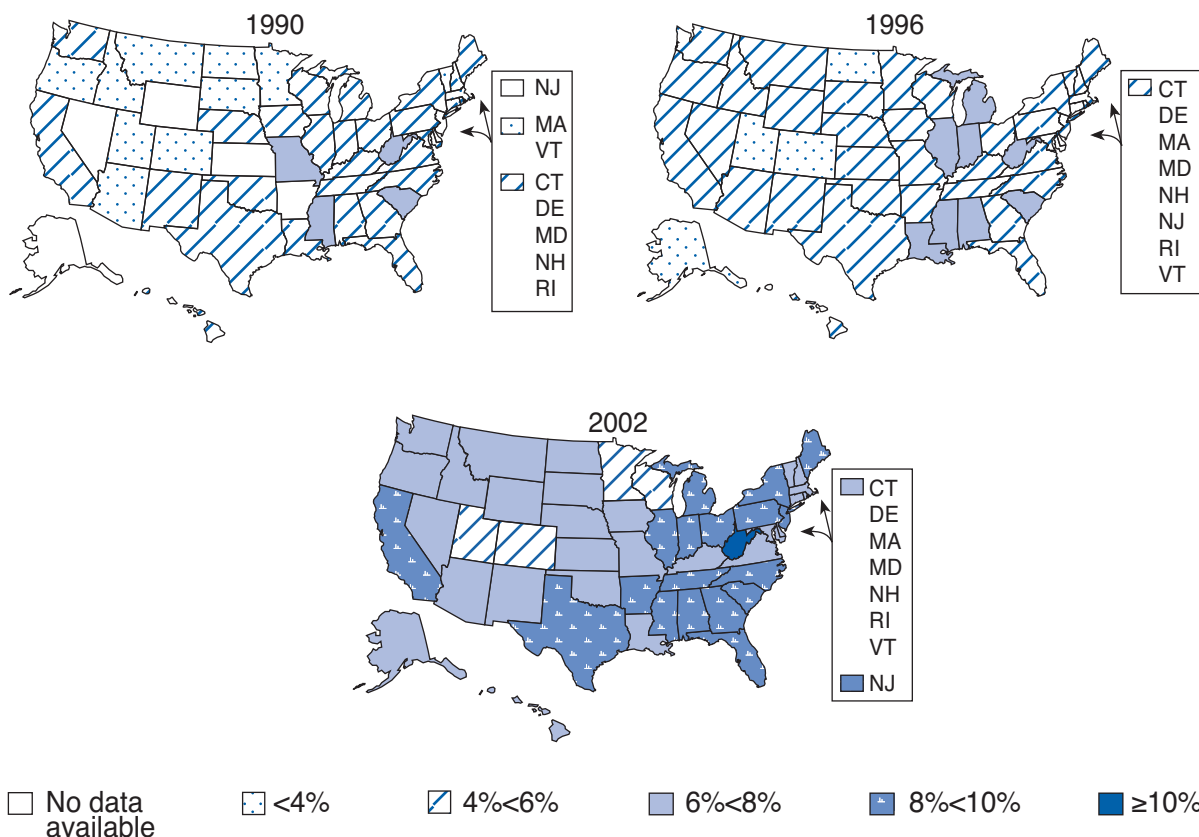 1990
NJ
MA
VT
CT
DE
MD
NH
RI
1996
CT
DE
MA
MD
NH
NJ
RI
VT
2002
CT
DE
MA
MD
NH
RI
VT
NJ
No data
available
<4%
4%<6%
6%<8%
8%<10%
≥10%